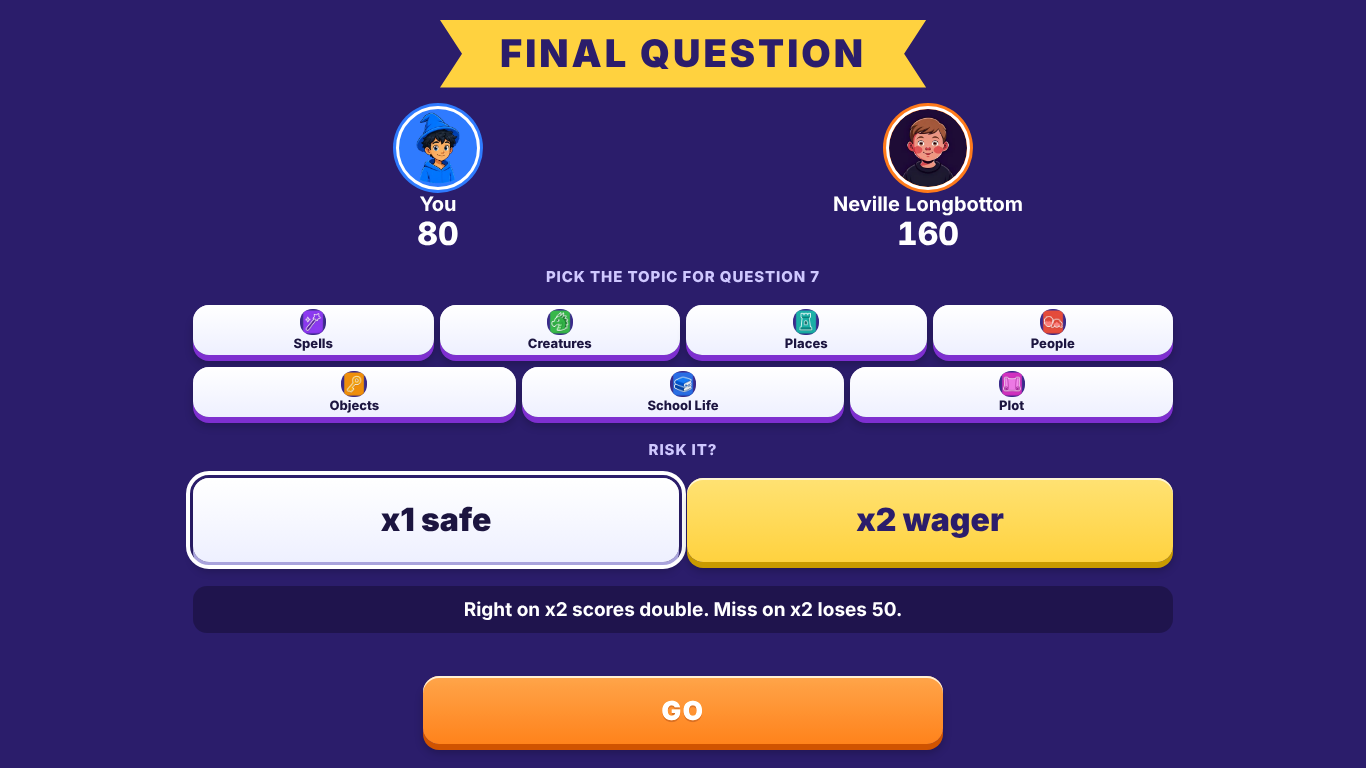 FINAL QUESTION
You
80
Neville Longbottom
160
PICK THE TOPIC FOR QUESTION 7
Spells
Creatures
Places
People
Objects
School Life
Plot
RISK IT?
x1 safe
x2 wager
Right on x2 scores double. Miss on x2 loses 50.
GO